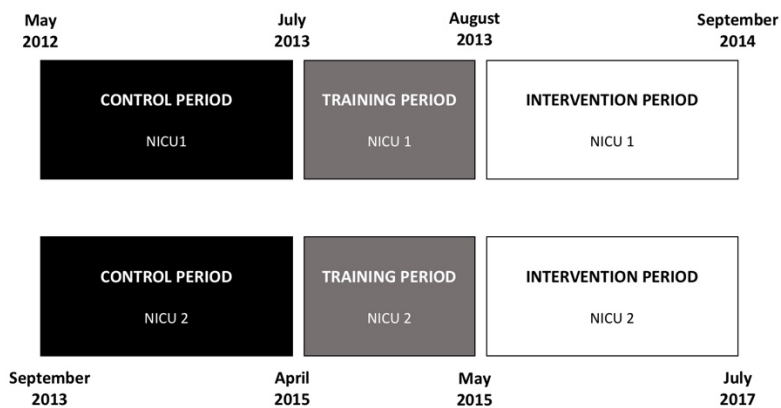 May
2012
July
2013
August
2013
September
2014
CONTROL PERIOD
NICU1
TRAINING PERIOD
NICU 1
INTERVENTION PERIOD
NICU 1
CONTROL PERIOD
NICU 2
TRAINING PERIOD
NICU 2
INTERVENTION PERIOD
NICU 2
September
2013
April
2015
May
2015
July
2017